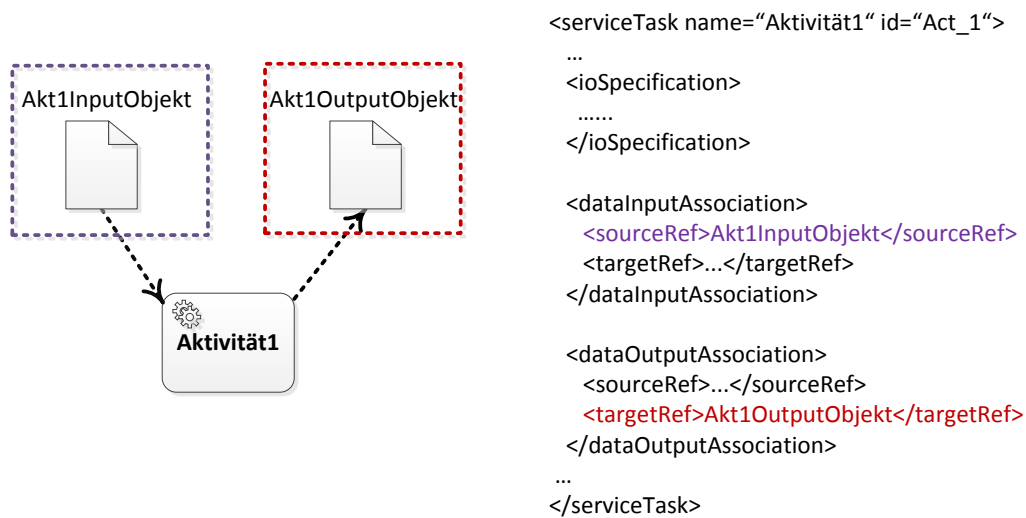 Akt1InputObjekt
Akt1OutputObjekt
Aktivität1
<serviceTask name=“Aktivität1“ id=“Act_1“>
…
<ioSpecification>
…...
</ioSpecification>
<dataInputAssociation>
<sourceRef>Akt1InputObjekt</sourceRef>
<targetRef>...</targetRef>
</dataInputAssociation>
<dataOutputAssociation>
<sourceRef>...</sourceRef>
<targetRef>Akt1OutputObjekt</targetRef>
</dataOutputAssociation>
…
</serviceTask>